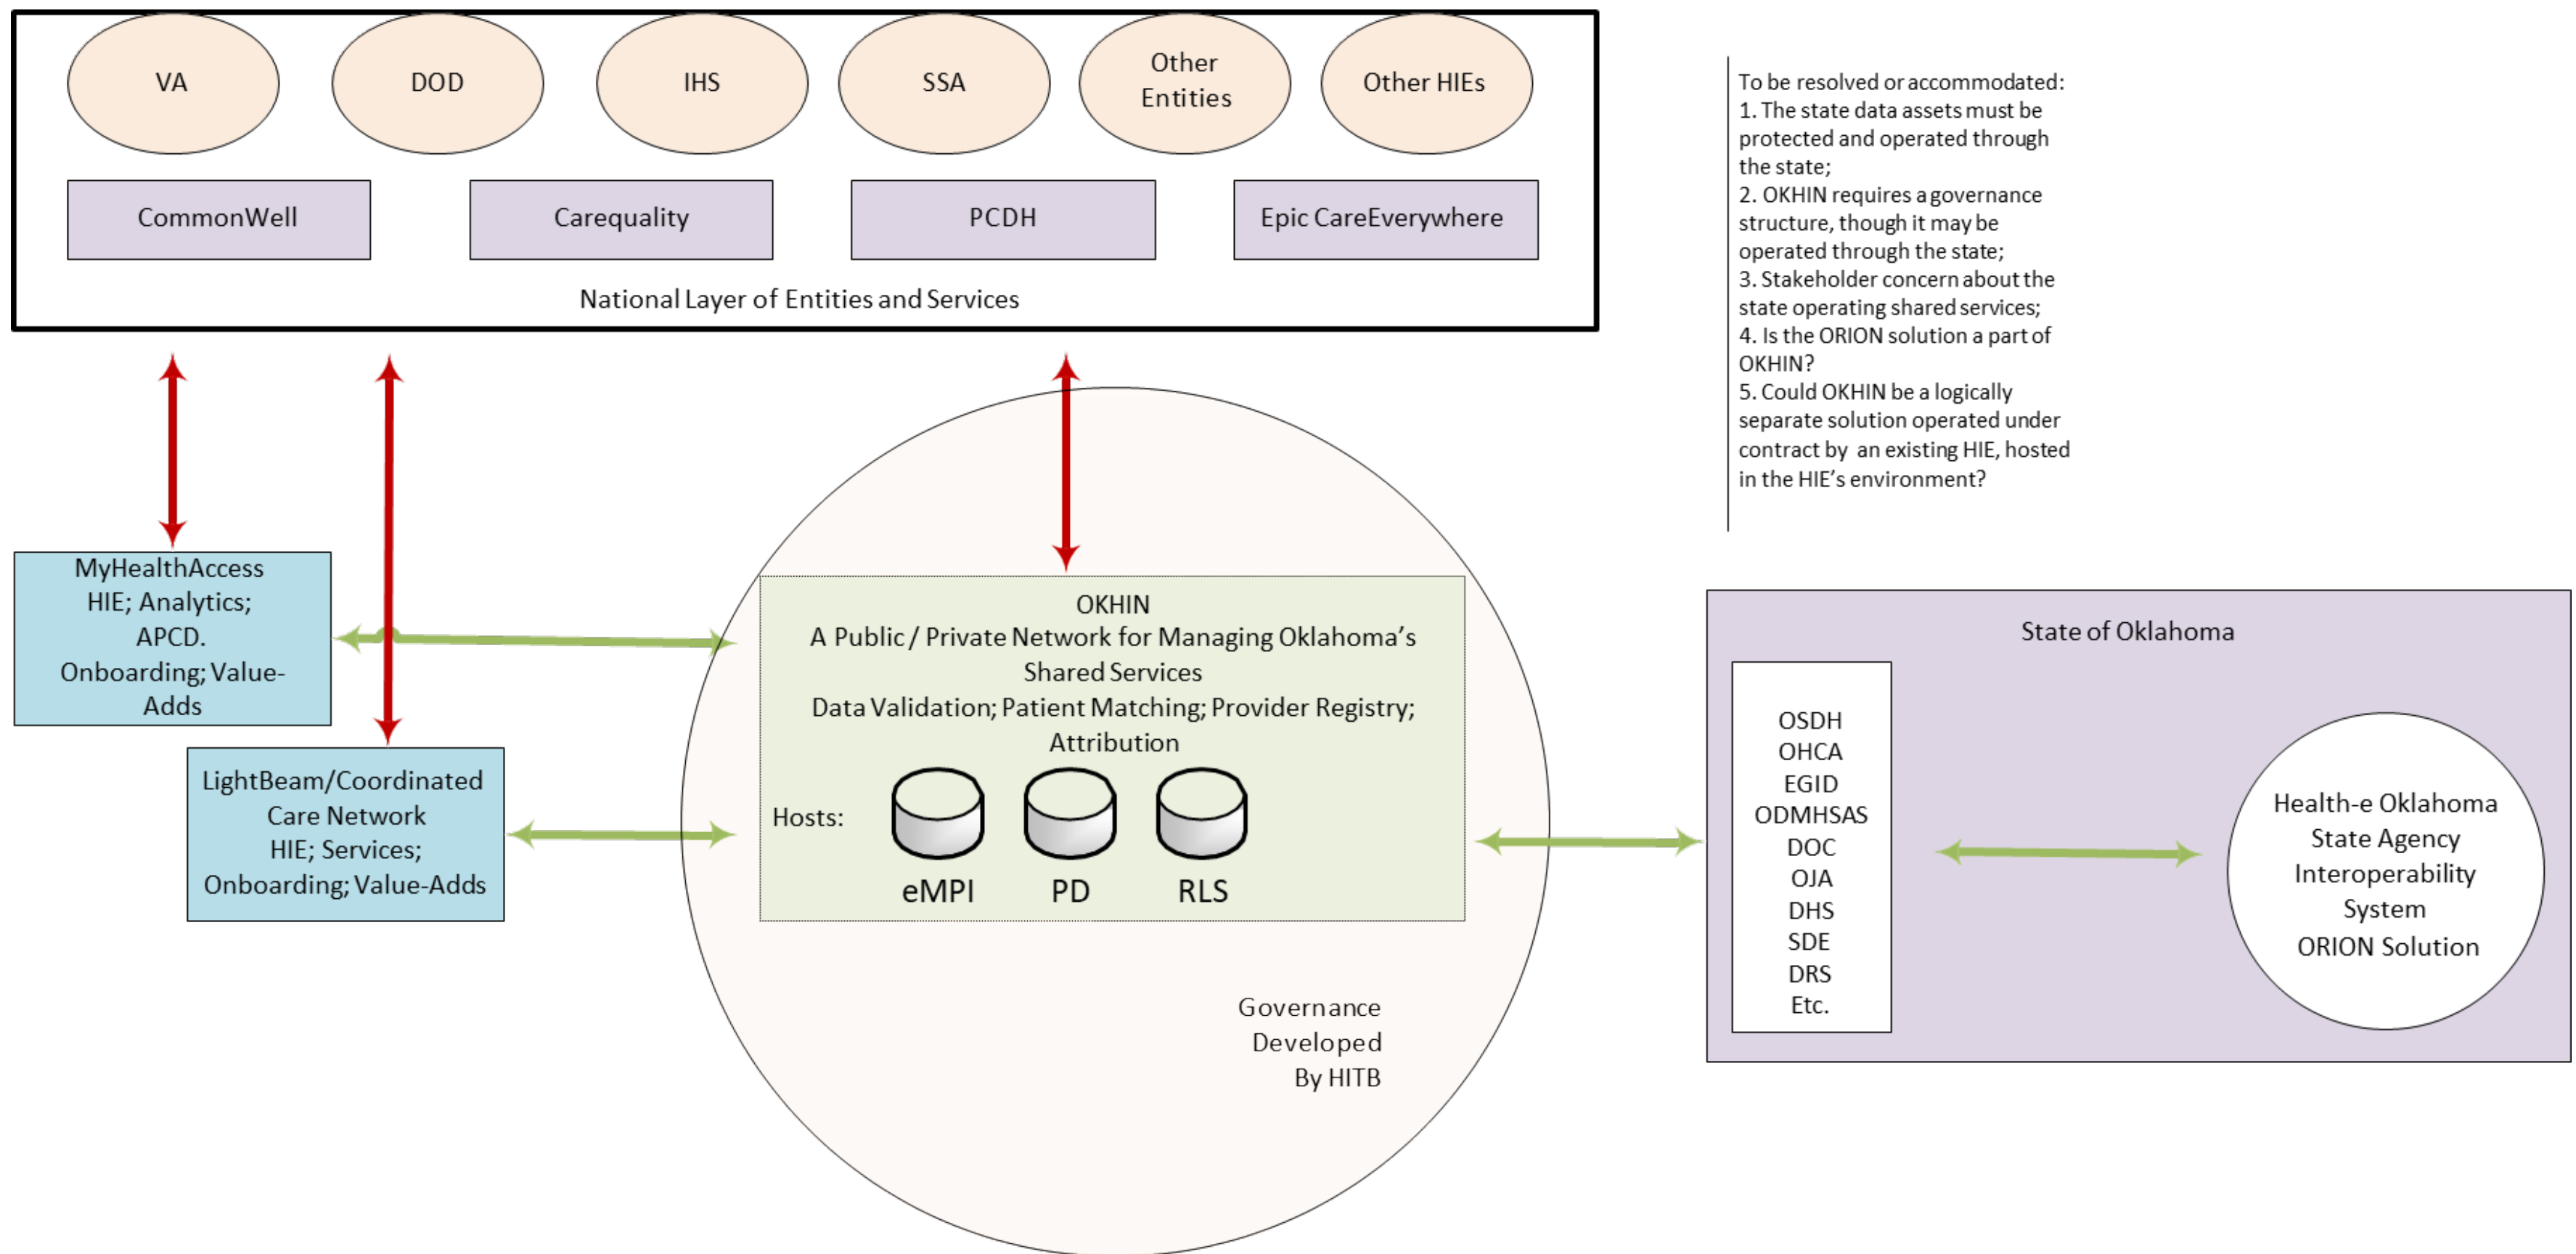 VA
DOD
IHS
SSA
Other
Entities
Other HIEs
CommonWell
Carequality
PCDH
Epic CareEverywhere
National Layer of Entities and Services
To be resolved or accommodated:
1. The state data assets must be
protected and operated through
the state;
2. OKHIN requires a governance
structure, though it may be
operated through the state;
3. Stakeholder concern about the
state operating shared services;
4. Is the ORION solution a part of
OKHIN?
5. Could OKHIN be a logically
separate solution operated under
contract by an existing HIE, hosted
in the HIE’s environment?
MyHealthAccess
HIE; Analytics;
APCD.
Onboarding; Value-
Adds
LightBeam/Coordinated
Care Network
HIE; Services;
Onboarding; Value-Adds
OKHIN
A Public / Private Network for Managing Oklahoma’s
Shared Services
Data Validation; Patient Matching; Provider Registry;
Attribution
Hosts:
eMPI
PD
RLS
Governance
Developed
By HITB
State of Oklahoma
OSDH
OHCA
EGID
ODMHSAS
DOC
OJA
DHS
SDE
DRS
Etc.
Health-e Oklahoma
State Agency
Interoperability
System
ORION Solution